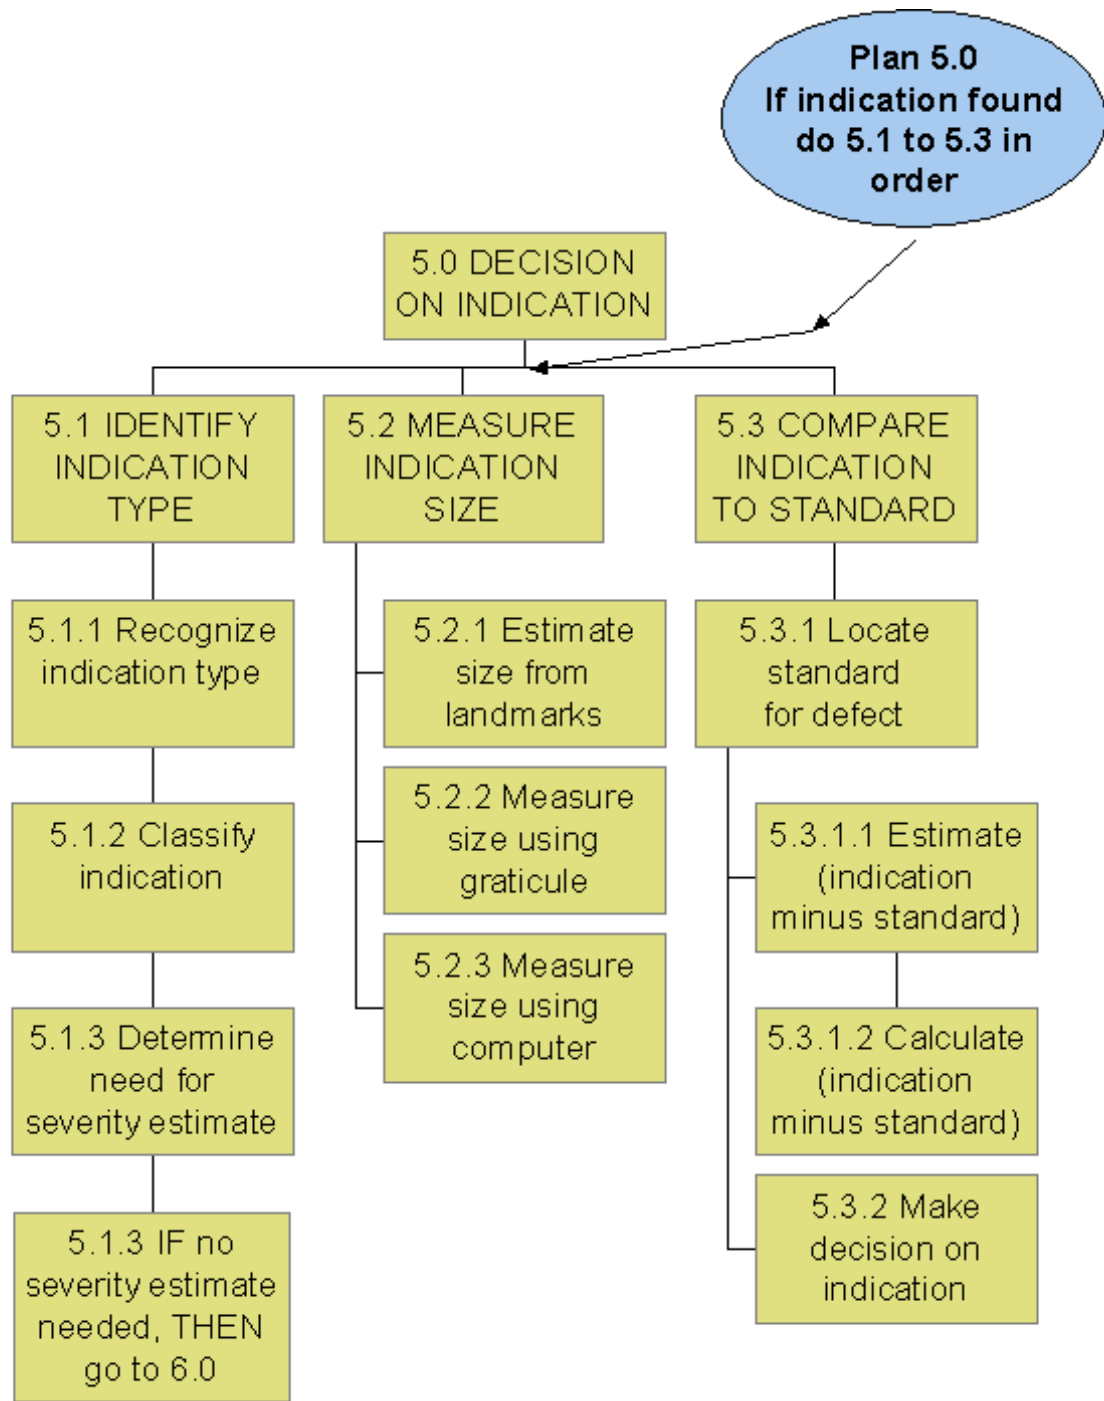 Plan 5.0
If indication found
do 5.1 to 5.3 in
order
5.0 DECISION
ON INDICATION
5.1 IDENTIFY
INDICATION
TYPE
5.1.1 Recognize
indication type
5.1.2 Classify
indication
5.1.3 Determine
need for
severity estimate
5.1.3 IF no
severity estimate
needed, THEN
go to 6.0
5.2 MEASURE
INDICATION
SIZE
5.2.1 Estimate
size from
landmarks
5.2.2 Measure
size using
graticule
5.2.3 Measure
size using
computer
5.3 COMPARE
INDICATION
TO STANDARD
5.3.1 Locate
standard
for defect
5.3.1.1 Estimate
(indication
minus standard)
5.3.1.2 Calculate
(indication
minus standard)
5.3.2 Make
decision on
indication